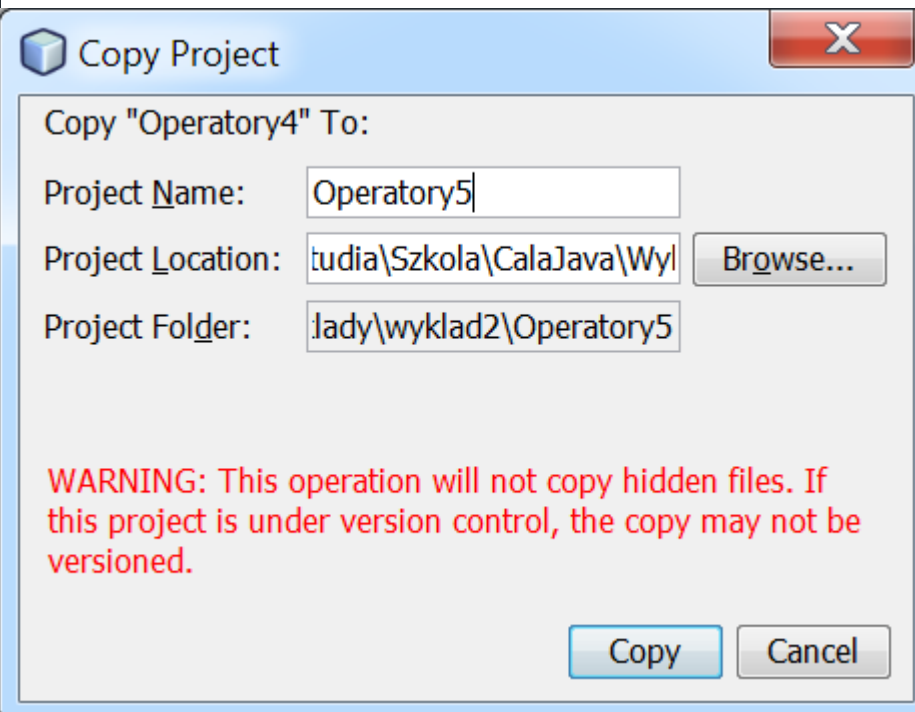 Copy Project
Copy "Operatory4" To:
Project Name: Operatory5
Project Location: tudia\Szkola\CalaJava\Wyl Browse...
Project Folder: lady\wyklad2\Operatory5
WARNING: This operation will not copy hidden files. If
this project is under version control, the copy may not be
versioned.
Copy Cancel